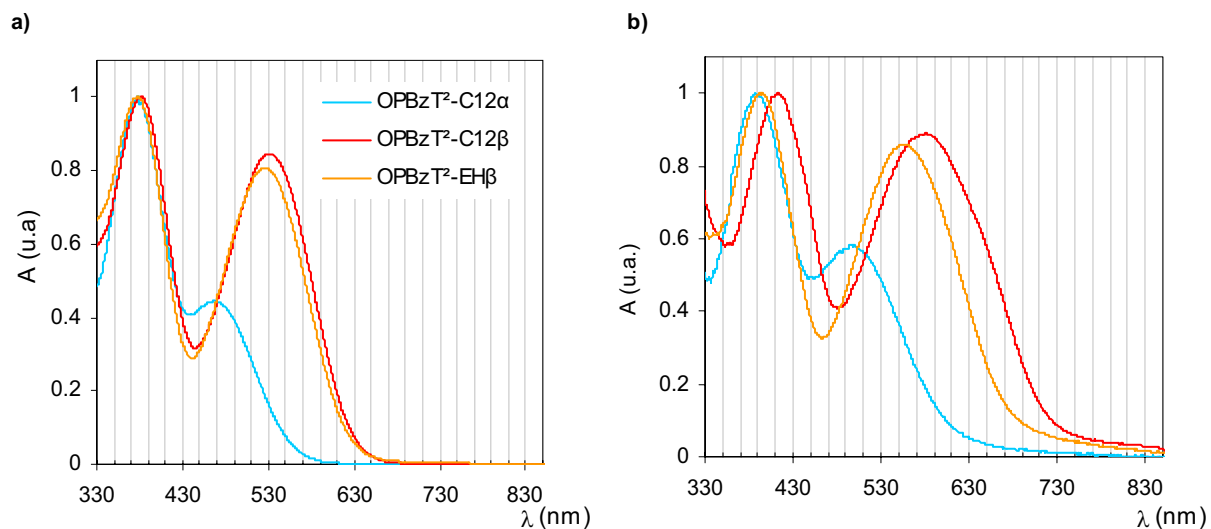 a)
b)
OPBzT²-C12α
OPBzT²-C12β
OPBzT²-EHβ
A (u.a)
1
0.8
0.6
0.4
0.2
0
330 430 530 630 730 830
λ (nm)
A (u.a.)
1
0.8
0.6
0.4
0.2
0
330 430 530 630 730 830
λ (nm)